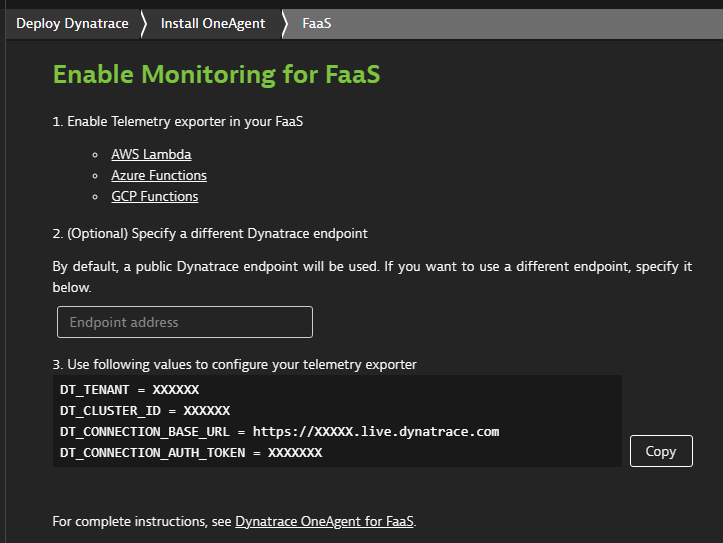 Deploy Dynatrace Install OneAgent FaaS
Enable Monitoring for FaaS
1. Enable Telemetry exporter in your FaaS
AWS Lambda
Azure Functions
GCP Functions
2. (Optional) Specify a different Dynatrace endpoint
By default, a public Dynatrace endpoint will be used. If you want to use a different endpoint, specify it
below.
Endpoint address
3. Use following values to configure your telemetry exporter
DT_TENANT = XXXXXX
DT_CLUSTER_ID = XXXXXX
DT_CONNECTION_BASE_URL = https://XXXXX.live.dynatrace.com
DT_CONNECTION_AUTH_TOKEN = XXXXXXX
Copy
For complete instructions, see Dynatrace OneAgent for FaaS.